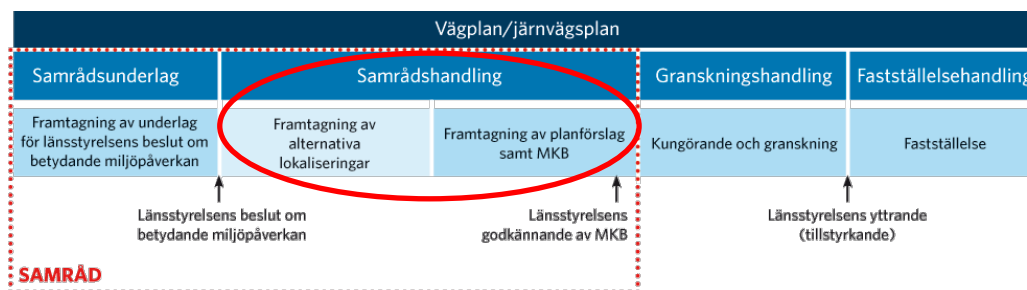 Vägplan/järnvägsplan
Samrådsunderlag
Samrådshandling
Granskningshandling
Fastställelsehandling
Framtagning av underlag
för länsstyrelsens beslut om
betydande miljöpåverkan
Framtagning av
alternativa
lokaliseringar
Framtagning av planförslag
samt MKB
Kungörande och granskning
Fastställelse
Länsstyrelsens beslut om
betydande miljöpåverkan
Länsstyrelsens
godkännande av MKB
Länsstyrelsens yttrande
(tillstyrkande)
SAMRÅD